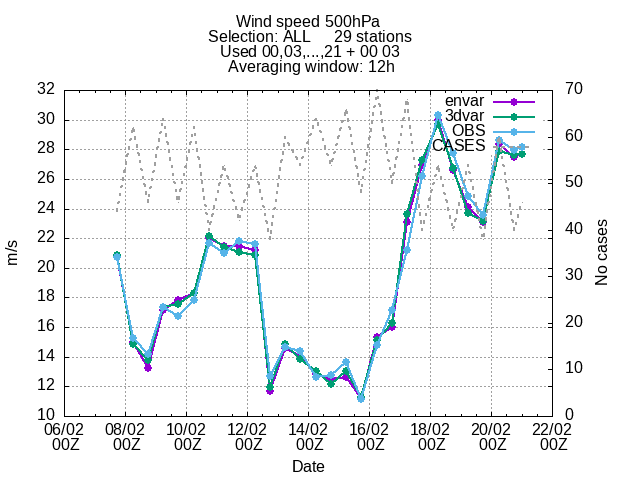 Wind speed 500hPa
Selection: ALL 29 stations
Used 00,03,...,21 + 00 03
Averaging window: 12h
32
30
28
26
24
22
20
18
16
14
12
10
70
60
50
40
30
20
10
0
m/s
No cases
envar
3dvar
OBS
CASES
06/02 08/02 10/02 12/02 14/02 16/02 18/02 20/02 22/02
00Z 00Z 00Z 00Z 00Z 00Z 00Z 00Z 00Z
Date